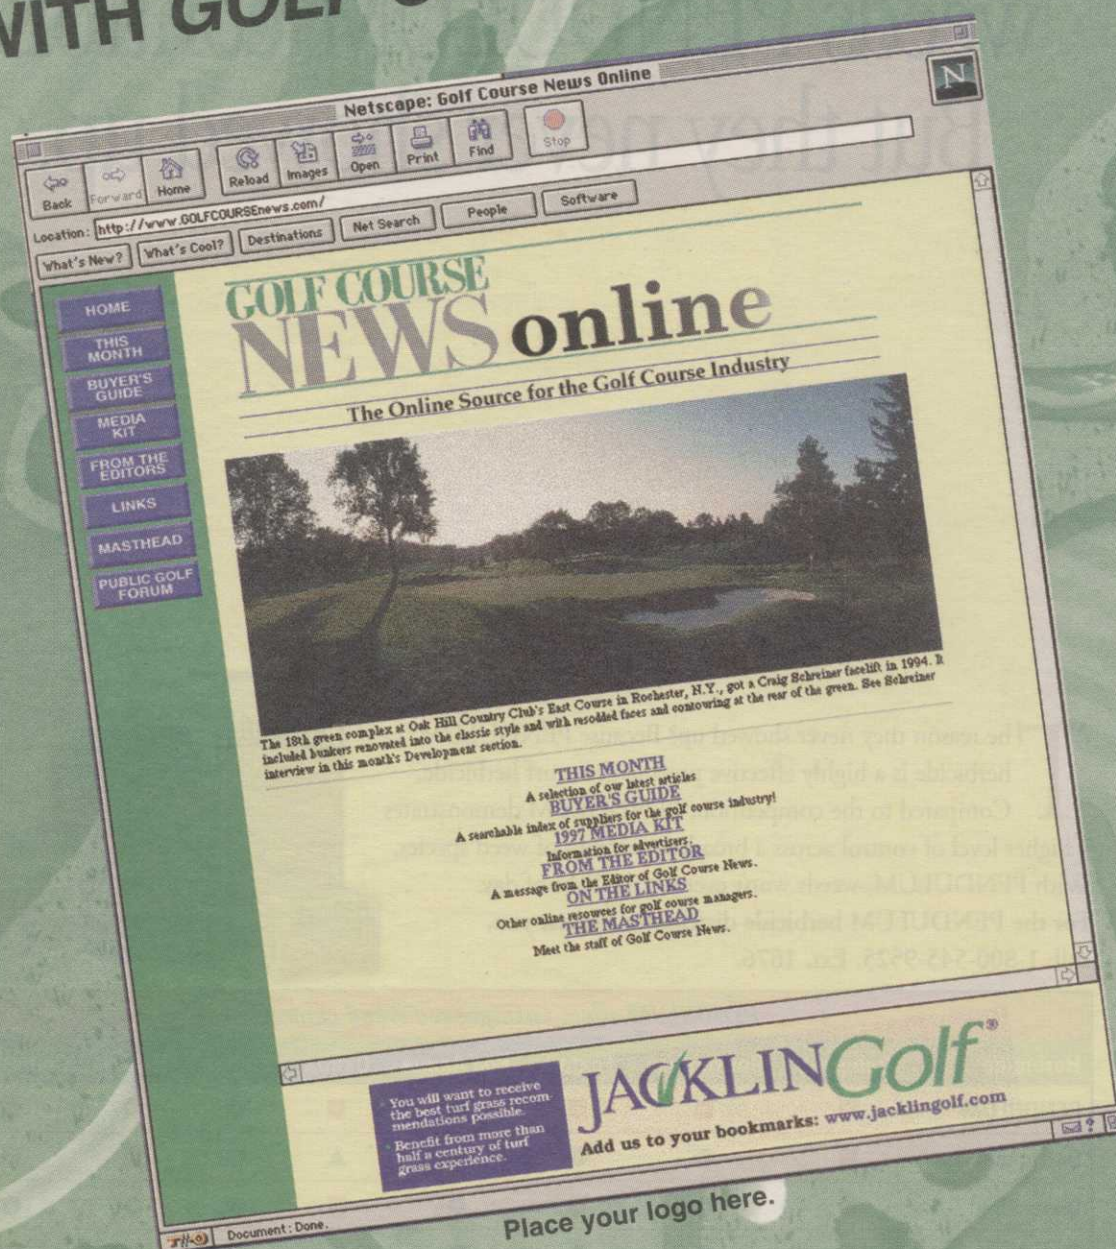 WITH GOLF
Netscape: Golf Course News Online
N
Back
Forward
Home
Reload
Images
Open
Print
Find
Stop
Location: http://www.GOLFCOURSEnews.com/
What's New?
What's Cool?
Destinations
Net Search
People
Software
HOME
THIS
MONTH
BUYER'S
GUIDE
MEDIA
KIT
FROM THE
EDITORS
LINKS
MASTHEAD
PUBLIC GOLF
FORUM
GOLF COURSE
NEWS online
The Online Source for the Golf Course Industry
The 18th green complex at Oak Hill Country Club's East Course in Rochester, N.Y., got a Craig Schreiner facelift in 1994. It
included bunkers renovated into the classic style and with resodded faces and contouring at the rear of the green. See Schreiner
interview in this month's Development section.
THIS MONTH
A selection of our latest articles
BUYER'S GUIDE
A searchable index of suppliers for the golf course industry!
1997 MEDIA KIT
Information for advertisers.
FROM THE EDITOR
A message from the Editor of Golf Course News.
ON THE LINKS
Other online resources for golf course managers.
THE MASTHEAD
Meet the staff of Golf Course News.
- You will want to receive
the best turf grass recom-
mendations possible.
- Benefit from more than
half a century of turf
grass experience.
JACKLINGolf®
Add us to your bookmarks: www.jacklingolf.com
Document: Done.
?
Place your logo here.